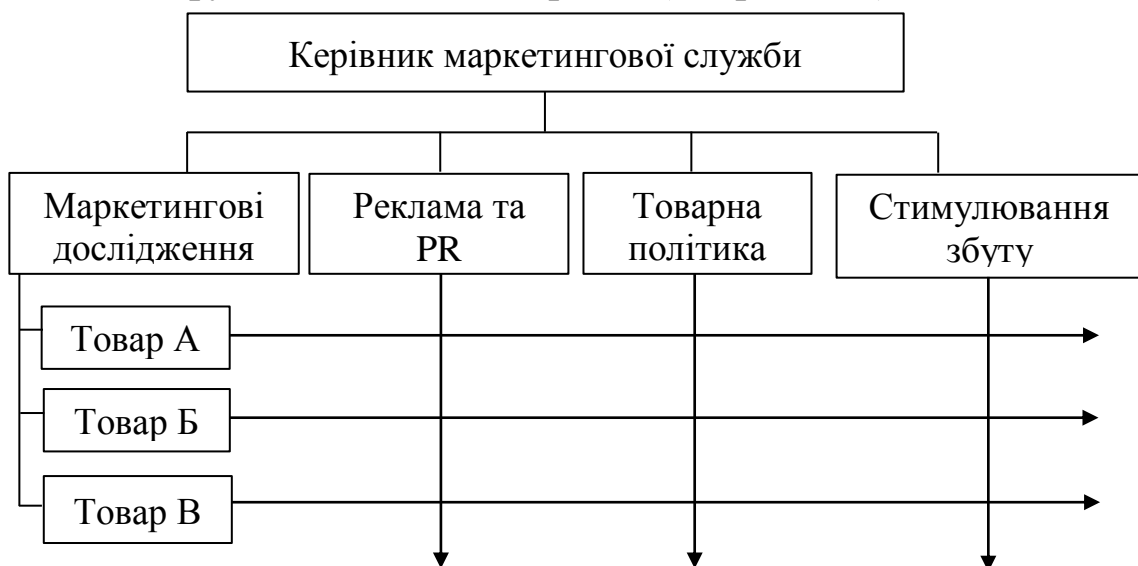 Керівник маркетингової служби
Маркетингові
дослідження
Реклама та
PR
Товарна
політика
Стимулювання
збуту
Товар А
Товар Б
Товар В